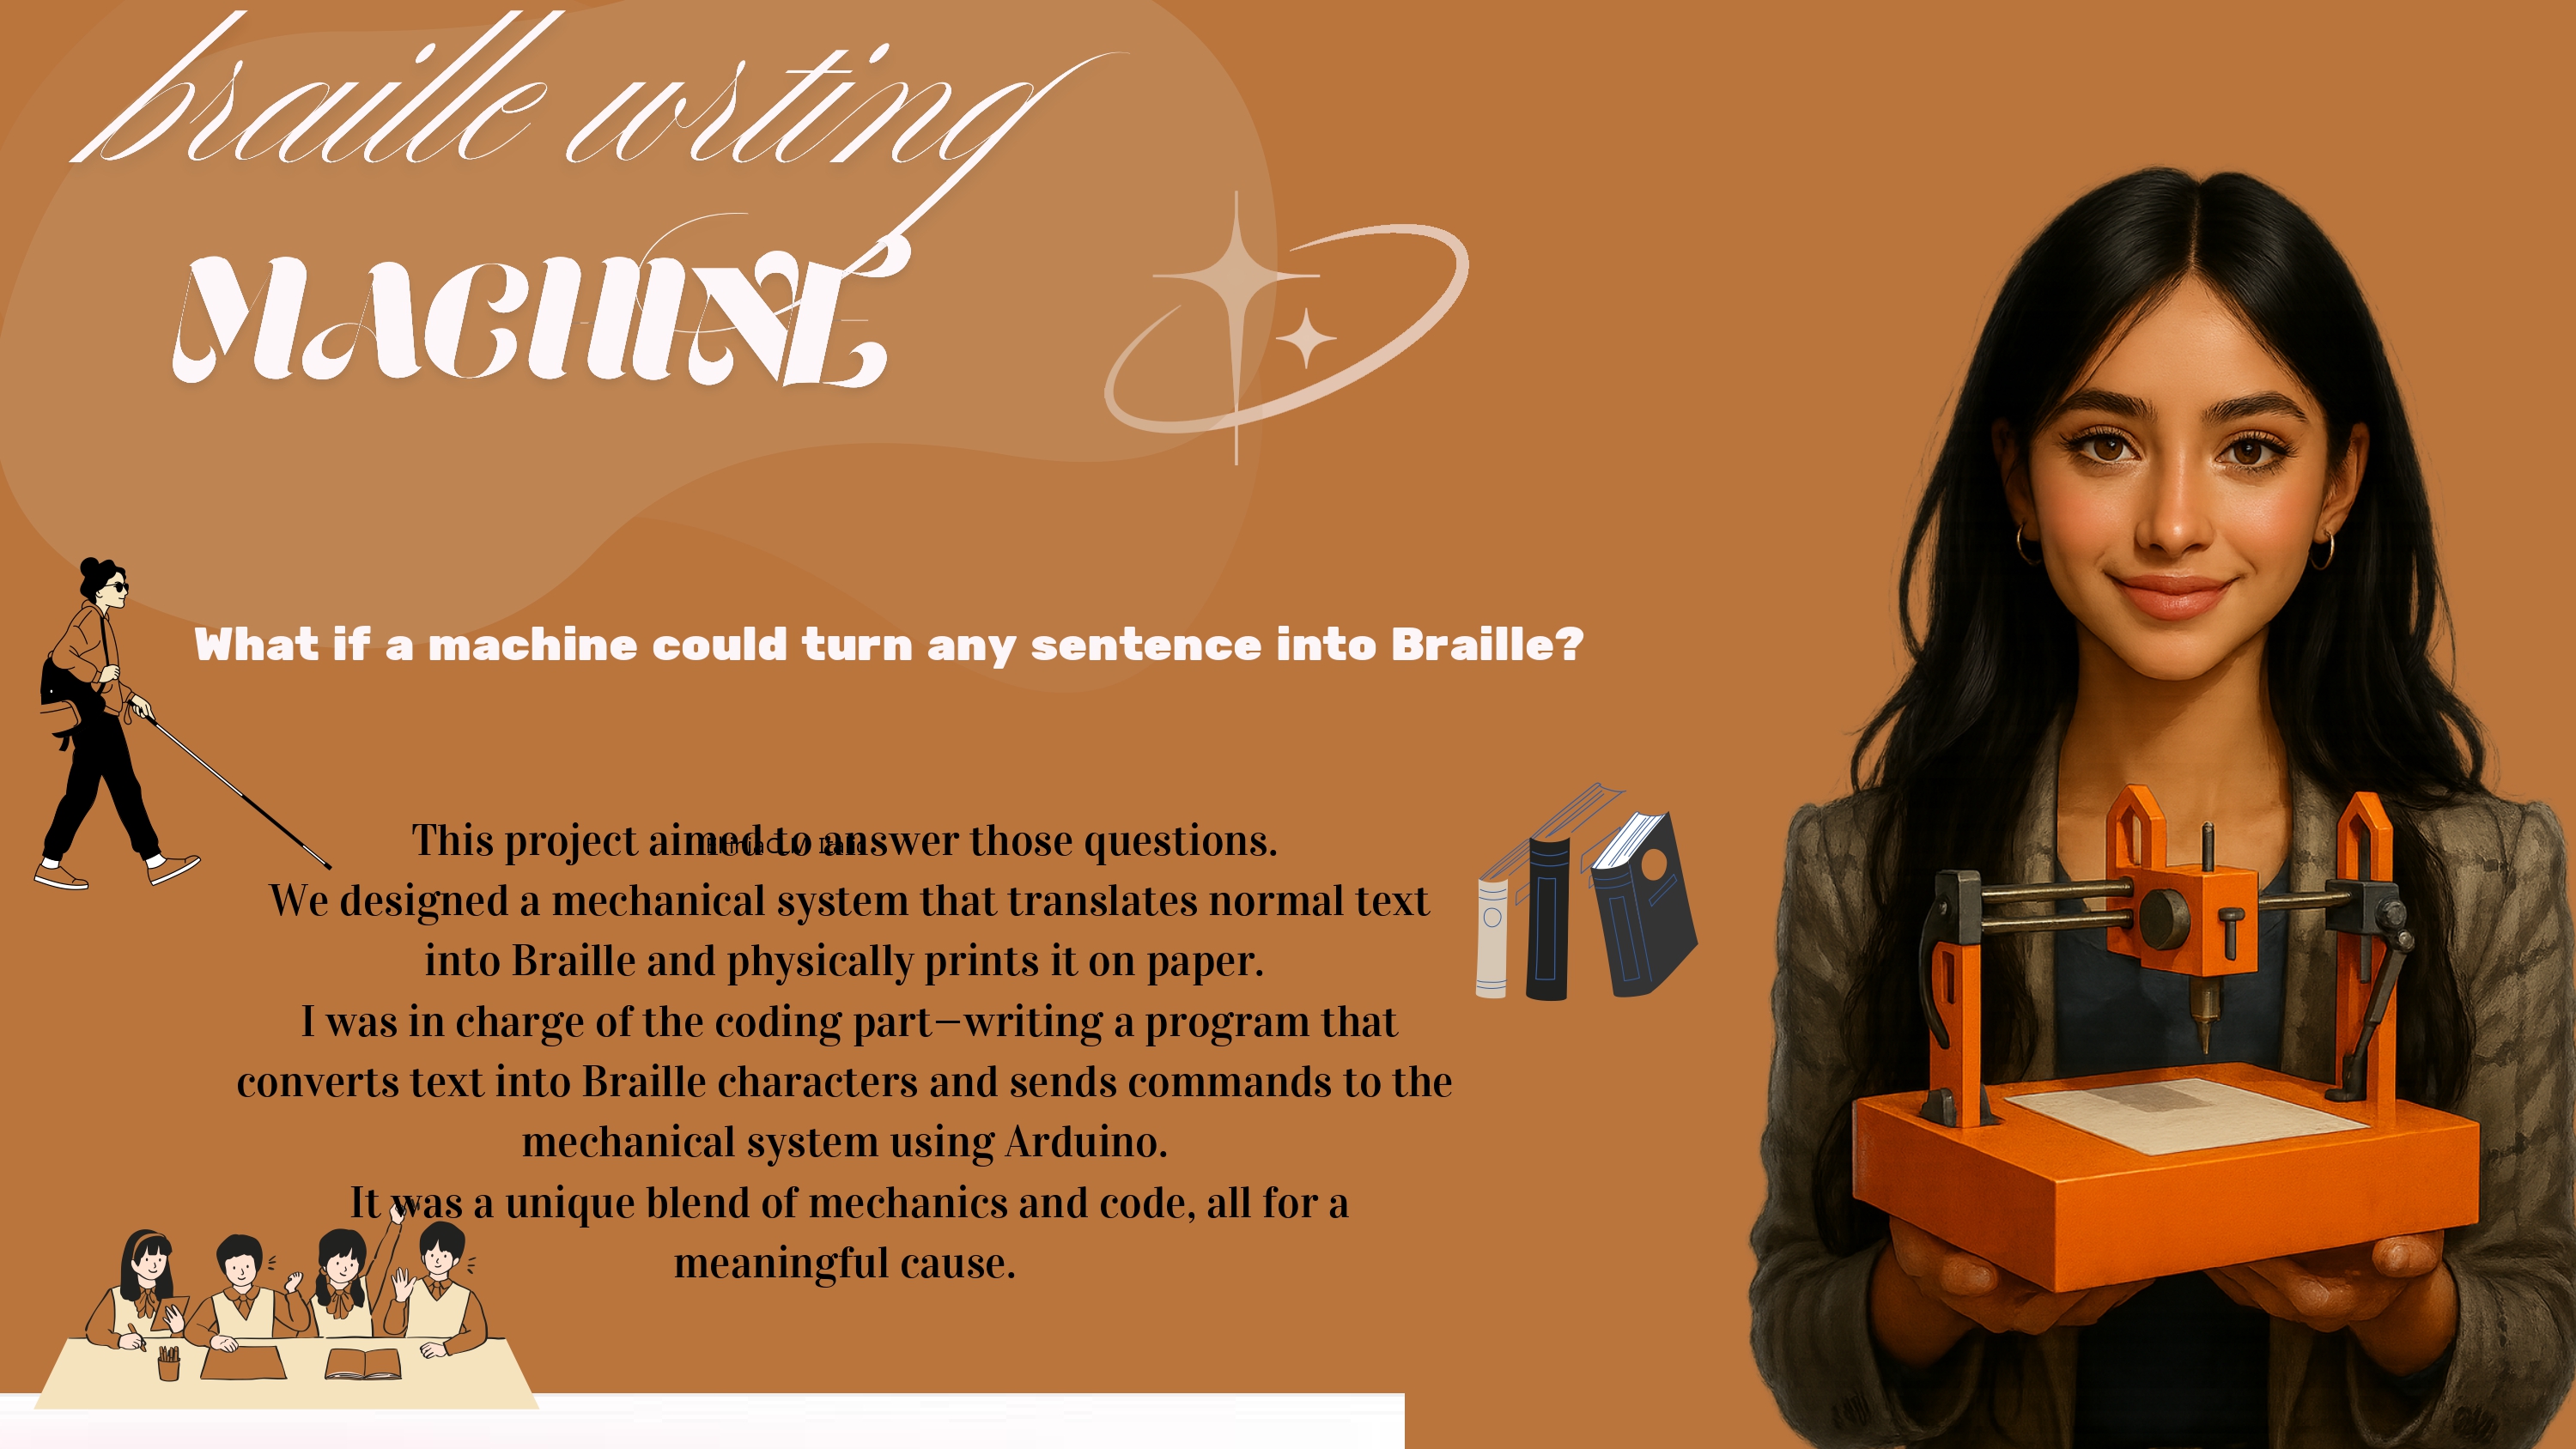 braille wrting
MACHINE
What if a machine could turn any sentence into Braille?
This project aimed to answer those questions.
We designed a mechanical system that translates normal text
into Braille and physically prints it on paper.
I was in charge of the coding part—writing a program that
converts text into Braille characters and sends commands to the
mechanical system using Arduino.
It was a unique blend of mechanics and code, all for a
meaningful cause.